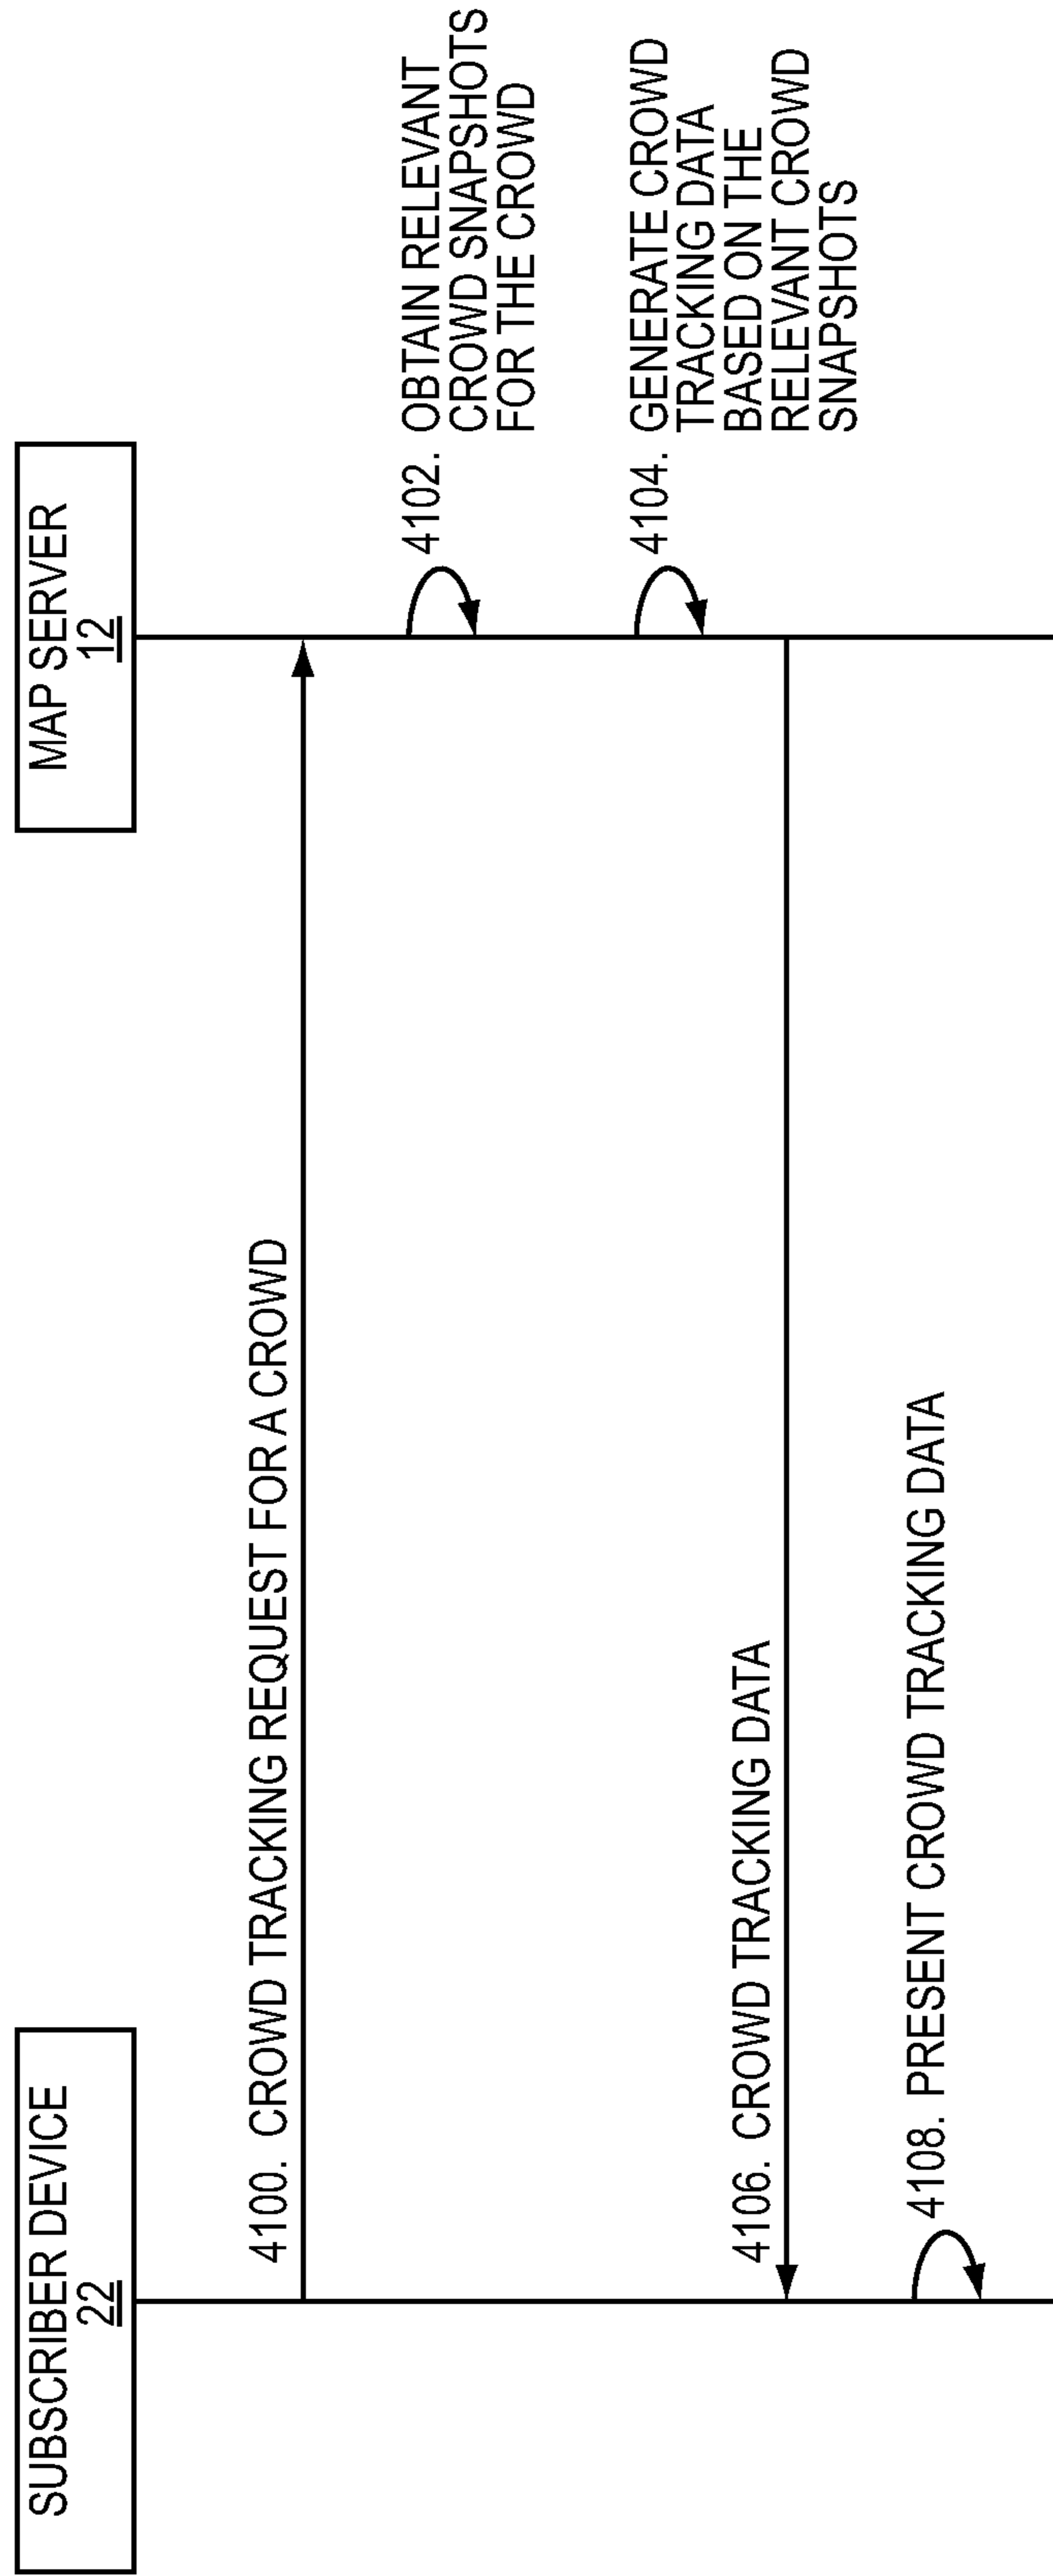 SUBSCRIBER DEVICE
22
MAP SERVER
12
4100. CROWD TRACKING REQUEST FOR A CROWD
4102. OBTAIN RELEVANT
CROWD SNAPSHOTS
FOR THE CROWD
4104. GENERATE CROWD
TRACKING DATA
BASED ON THE
RELEVANT CROWD
SNAPSHOTS
4106. CROWD TRACKING DATA
4108. PRESENT CROWD TRACKING DATA